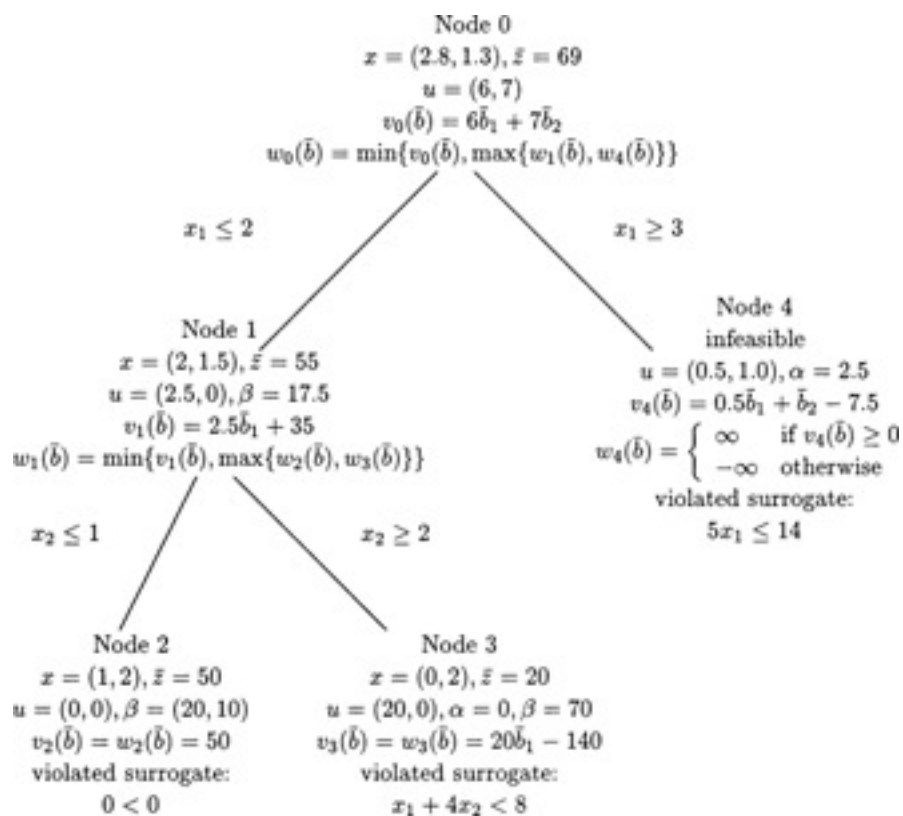 Node 0
x = (2.8, 1.3), z̄ = 69
u = (6, 7)
v₀(b̄) = 6b̄₁ + 7b̄₂
w₀(b̄) = min{v₀(b̄), max{w₁(b̄), w₄(b̄)}}
x₁ ≤ 2
x₁ ≥ 3
Node 1
x = (2, 1.5), z̄ = 55
u = (2.5, 0), β = 17.5
v₁(b̄) = 2.5b̄₁ + 35
w₁(b̄) = min{v₁(b̄), max{w₂(b̄), w₃(b̄)}}
Node 4
infeasible
u = (0.5, 1.0), α = 2.5
v₄(b̄) = 0.5b̄₁ + b̄₂ − 7.5
w₄(b̄) = { ∞ if v₄(b̄) ≥ 0
−∞ otherwise
violated surrogate:
5x₁ ≤ 14
x₂ ≤ 1
x₂ ≥ 2
Node 2
x = (1, 2), z̄ = 50
u = (0, 0), β = (20, 10)
v₂(b̄) = w₂(b̄) = 50
violated surrogate:
0 < 0
Node 3
x = (0, 2), z̄ = 20
u = (20, 0), α = 0, β = 70
v₃(b̄) = w₃(b̄) = 20b̄₁ − 140
violated surrogate:
x₁ + 4x₂ < 8